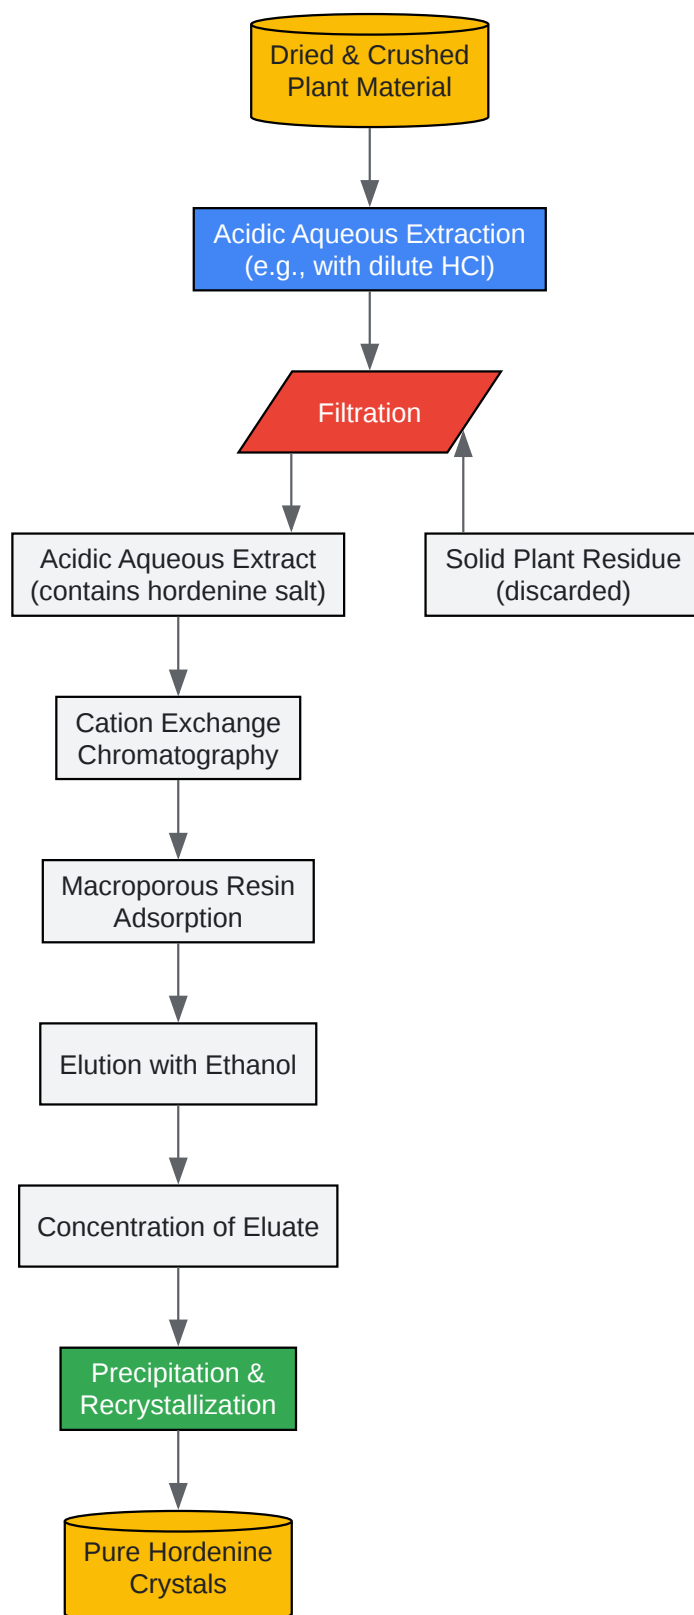 Dried & Crushed
Plant Material
Acidic Aqueous Extraction
(e.g., with dilute HCl)
Filtration
Acidic Aqueous Extract
(contains hordenine salt)
Solid Plant Residue
(discarded)
Cation Exchange
Chromatography
Macroporous Resin
Adsorption
Elution with Ethanol
Concentration of Eluate
Precipitation &
Recrystallization
Pure Hordenine
Crystals